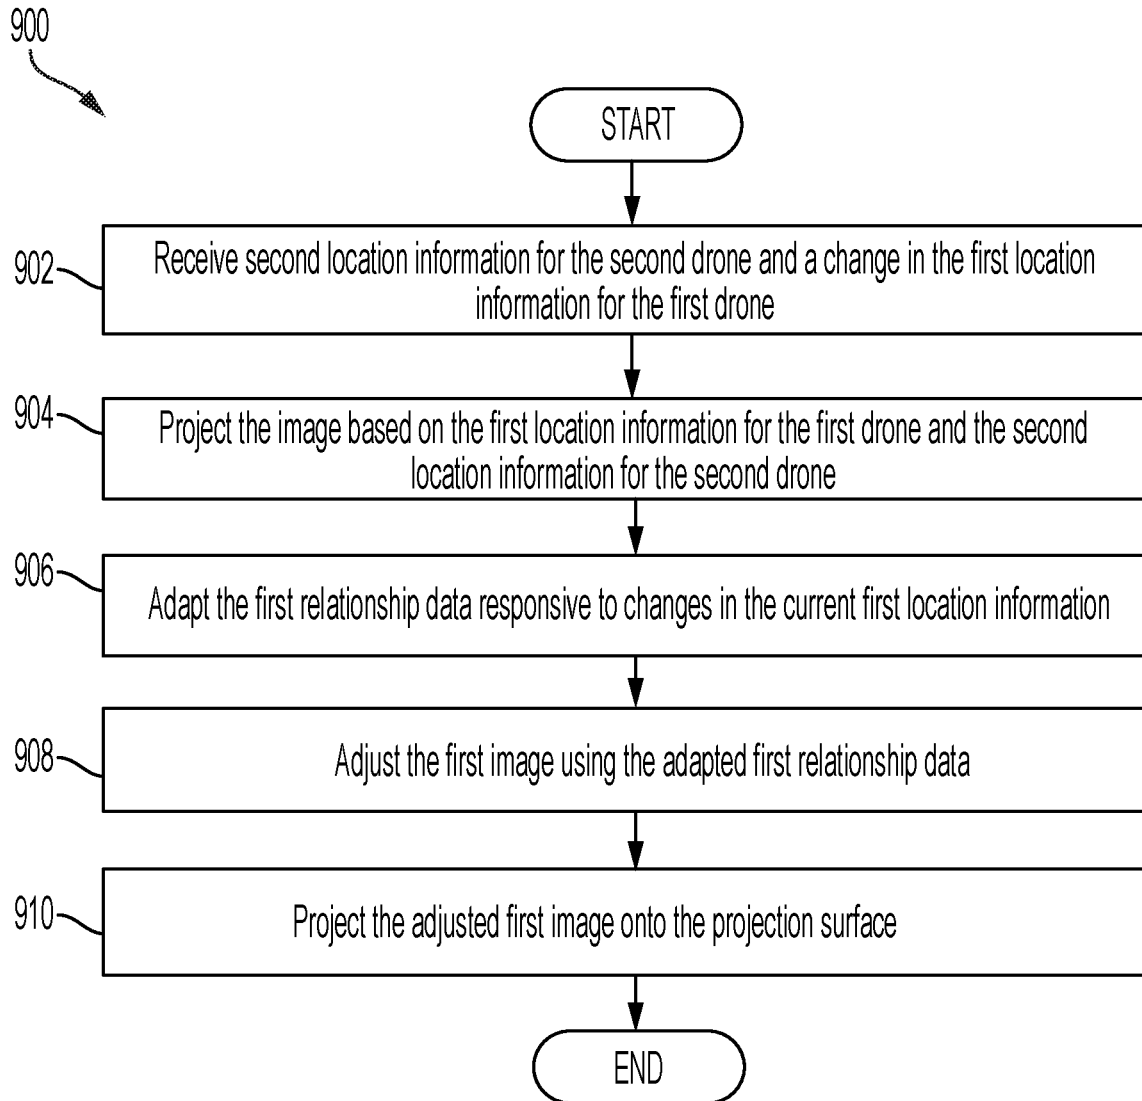 900
START
902
Receive second location information for the second drone and a change in the first location
information for the first drone
904
Project the image based on the first location information for the first drone and the second
location information for the second drone
906
Adapt the first relationship data responsive to changes in the current first location information
908
Adjust the first image using the adapted first relationship data
910
Project the adjusted first image onto the projection surface
END